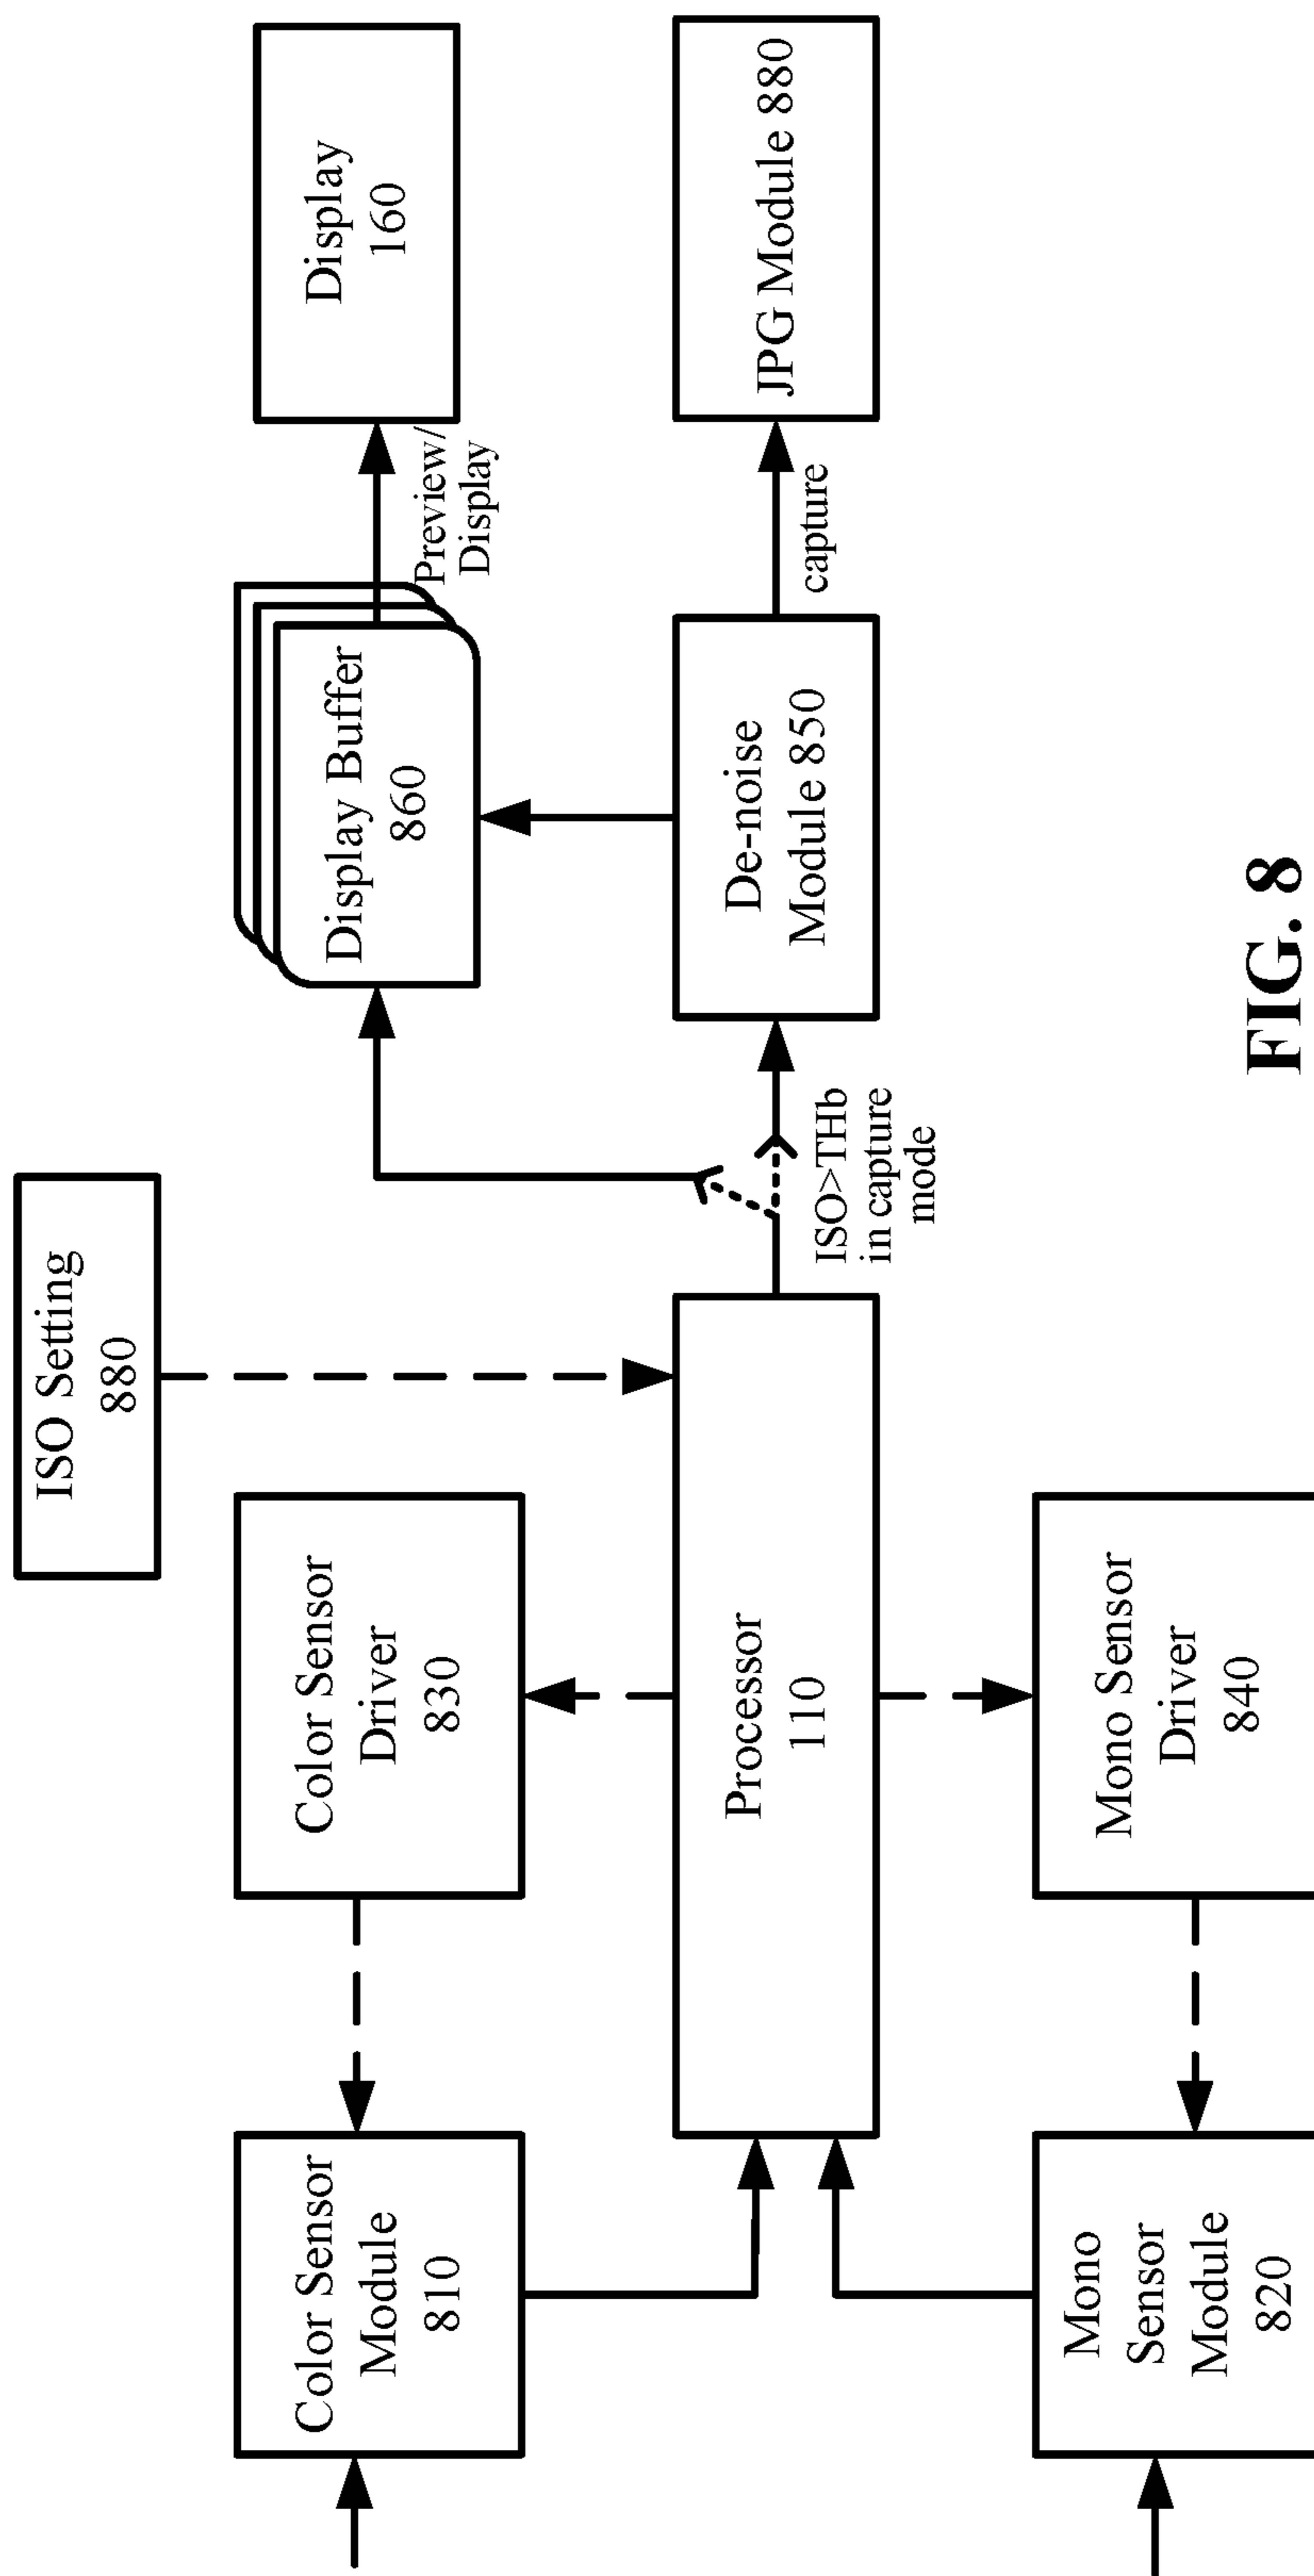 ISO Setting
880
Color Sensor
Module
810
Color Sensor
Driver
830
Display Buffer
860
Preview/
Display
Display
160
Processor
110
ISO>THb
in capture
mode
De-noise
Module 850
capture
JPG Module 880
Mono
Sensor
Module
820
Mono Sensor
Driver
840
FIG. 8